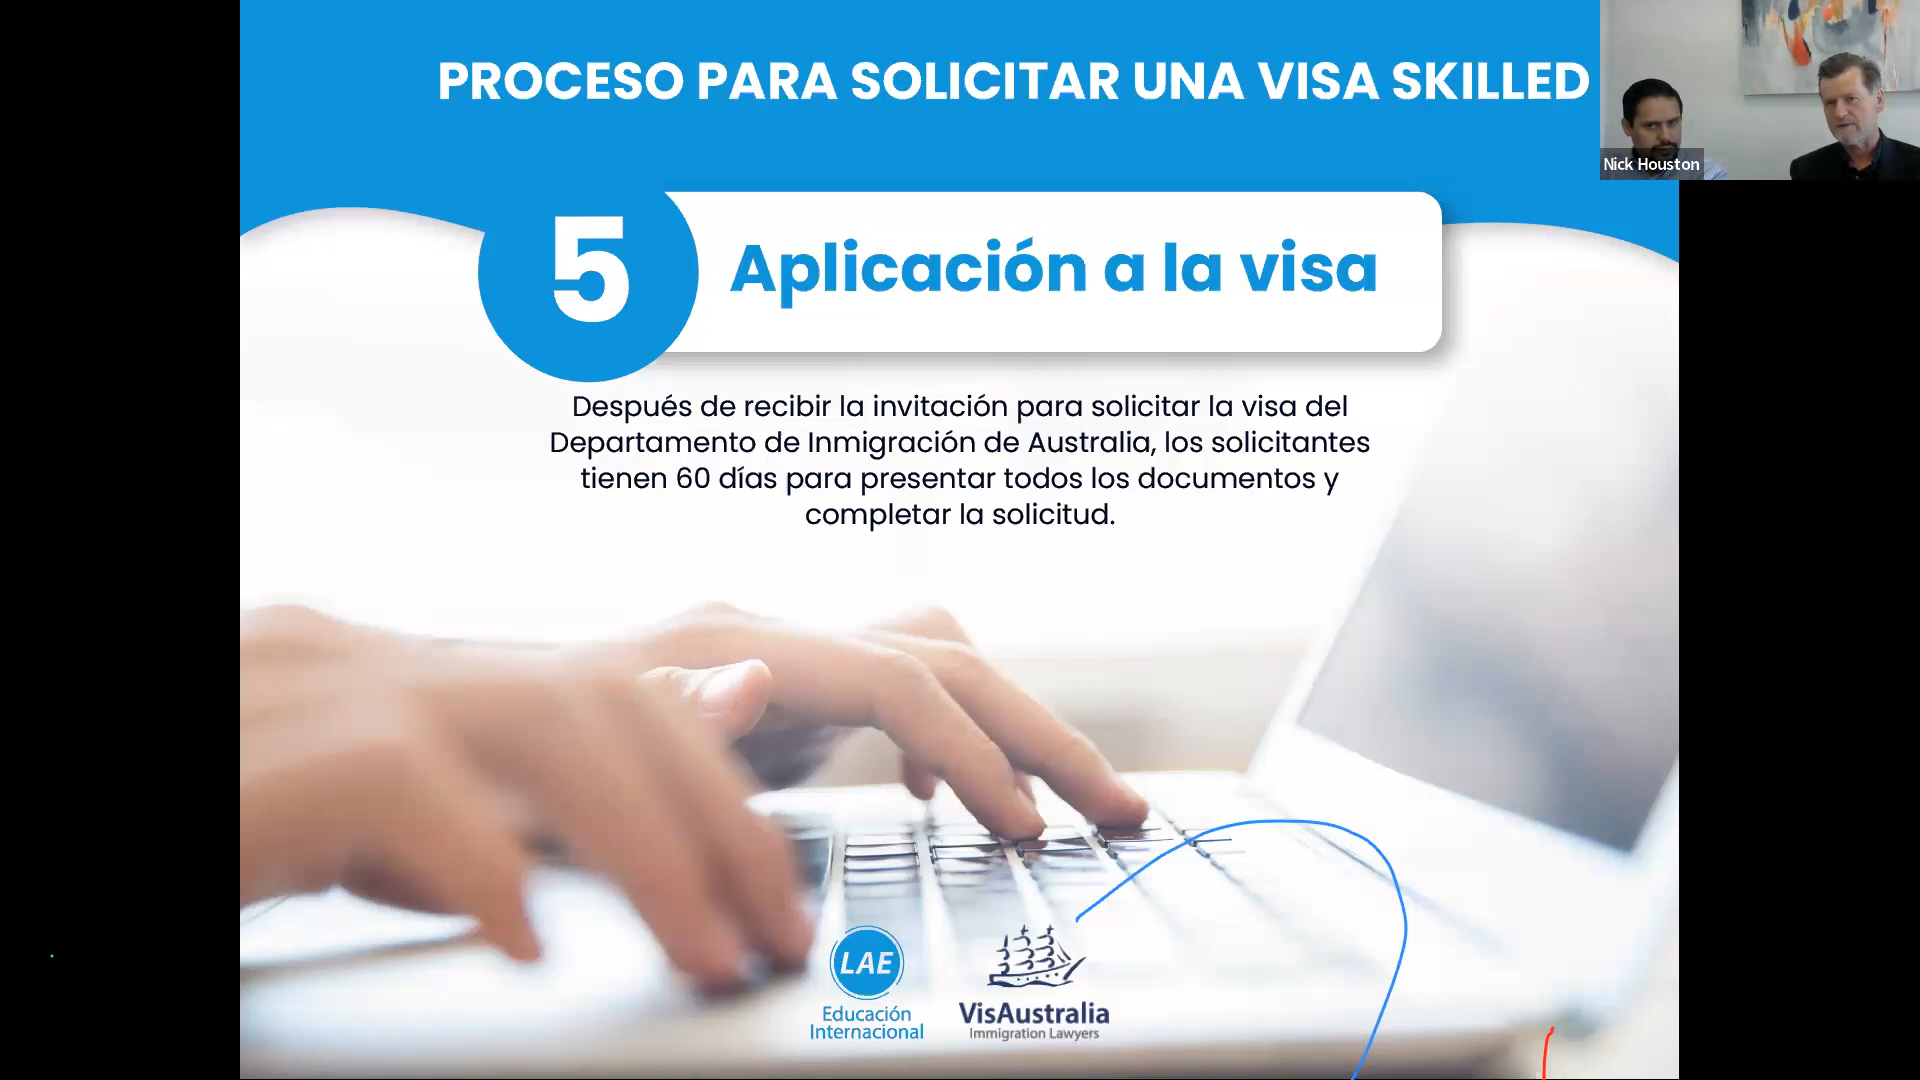 PROCESO PARA SOLICITAR UNA VISA SKILLED
Nick Houston
5
Aplicación a la visa
Después de recibir la invitación para solicitar la visa del
Departamento de Inmigración de Australia, los solicitantes
tienen 60 días para presentar todos los documentos y
completar la solicitud.
LAE
Educación
Internacional
VisAustralia
Immigration Lawyers